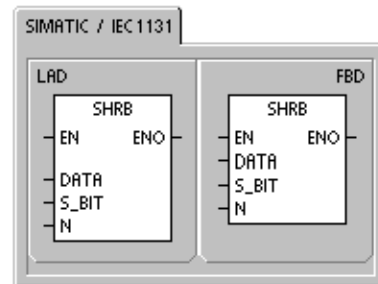 SIMATIC / IEC1131
LAD
FBD
SHRB
EN ENO
DATA
S_BIT
N
SHRB
EN ENO
DATA
S_BIT
N